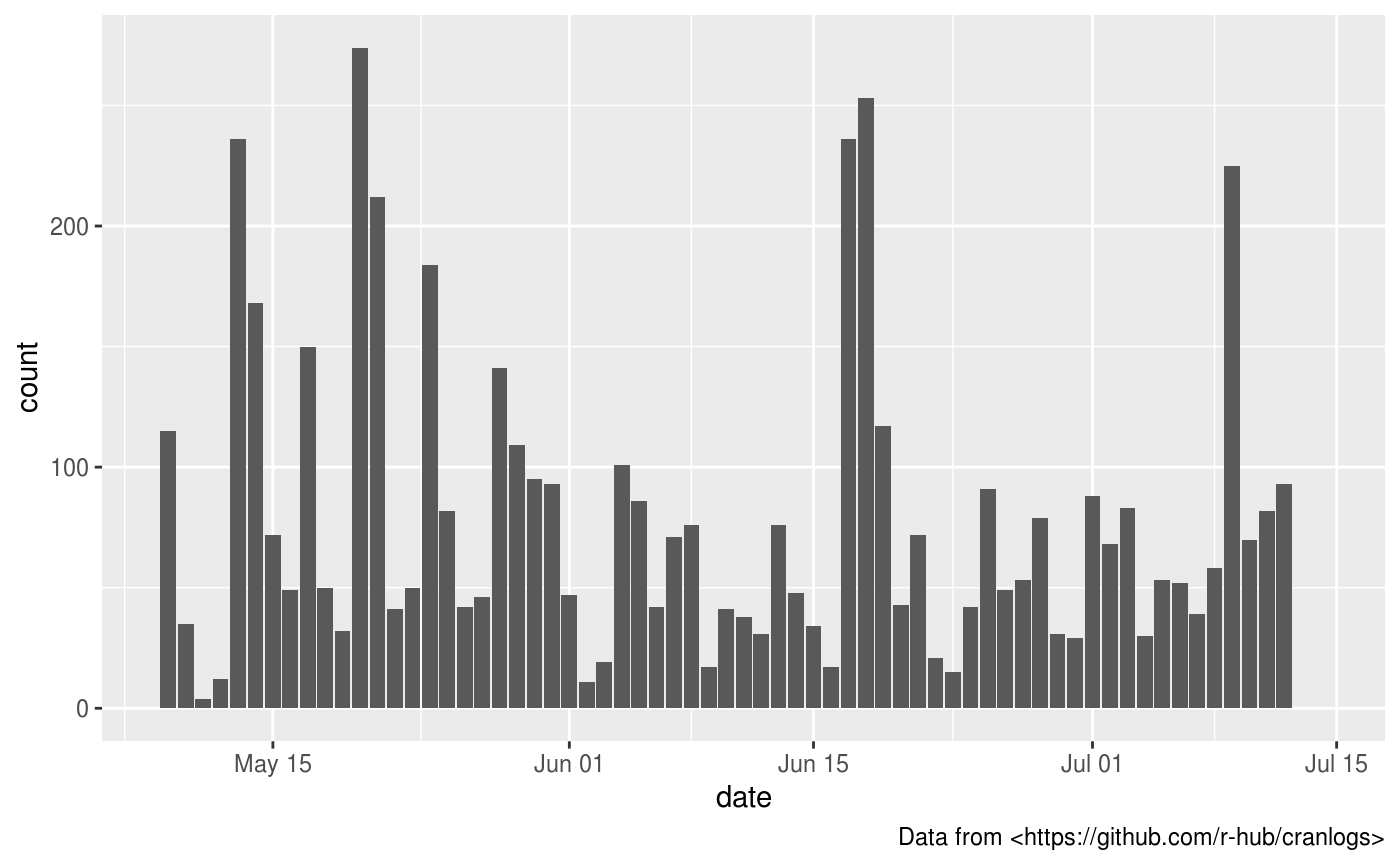 200
100
0
count
May 15
Jun 01
Jun 15
Jul 01
Jul 15
date
Data from <https://github.com/r-hub/cranlogs>